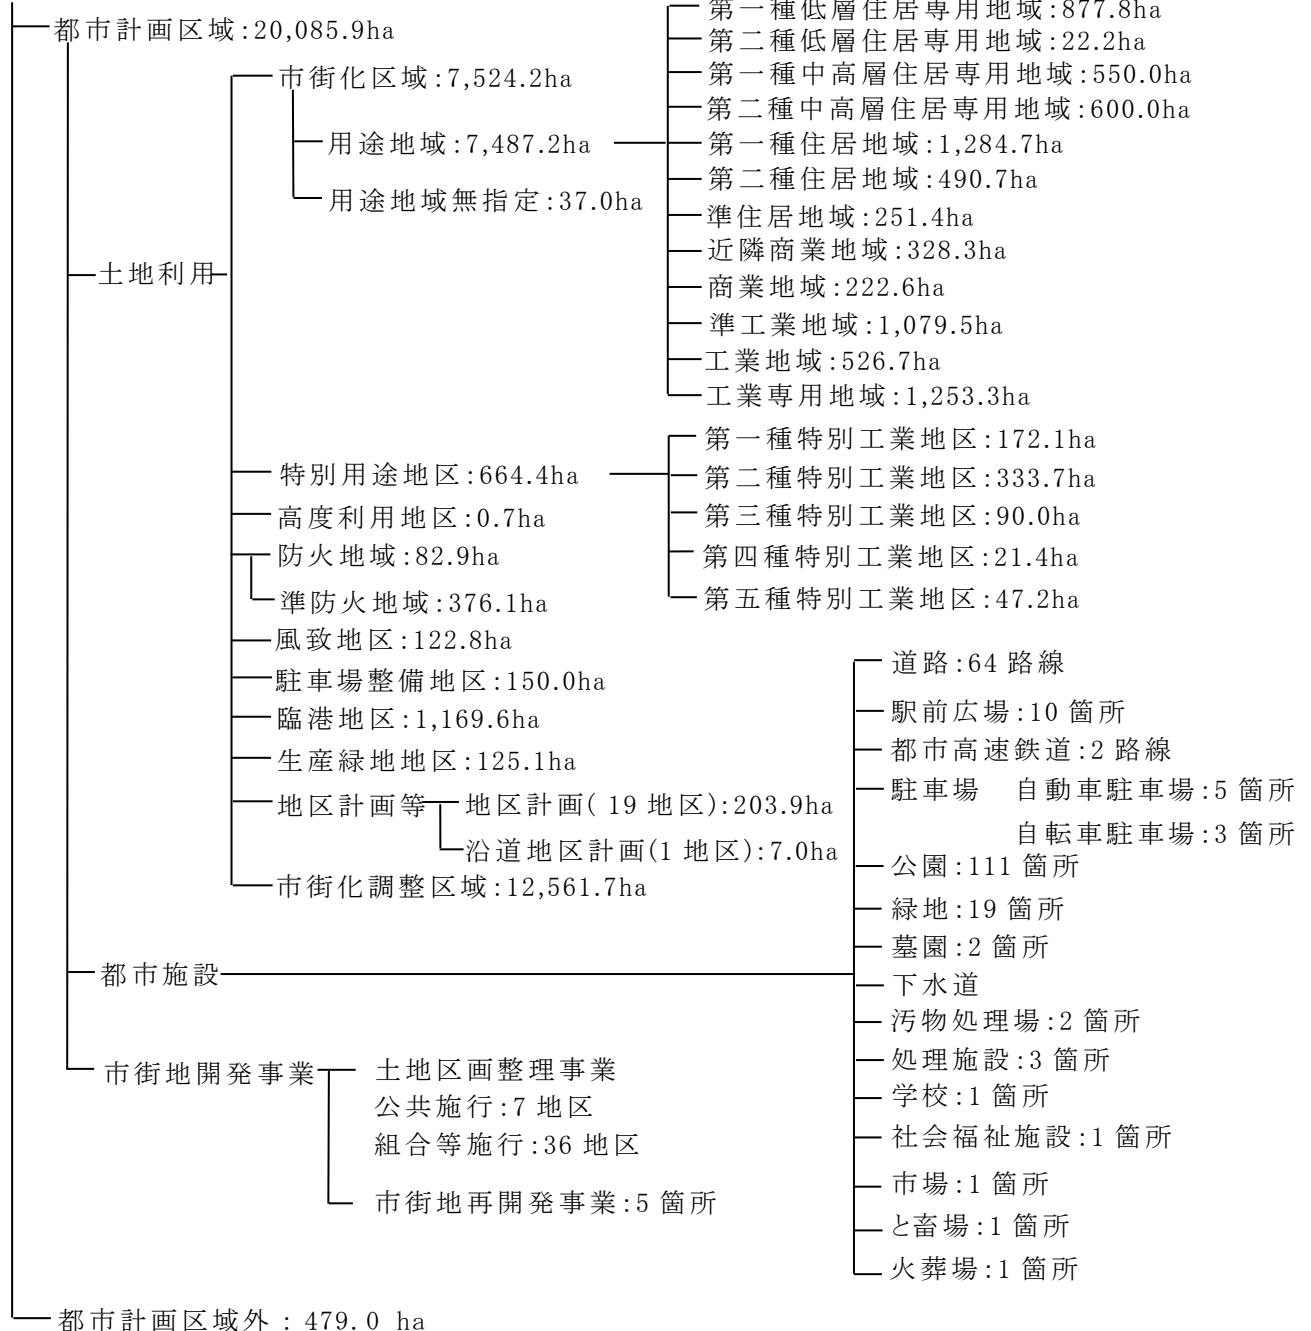 都市計画区域:20,085.9ha
土地利用
市街化区域:7,524.2ha
用途地域:7,487.2ha
第一種低層住居専用地域:877.8ha
第二種低層住居専用地域:22.2ha
第一種中高層住居専用地域:550.0ha
第二種中高層住居専用地域:600.0ha
第一種住居地域:1,284.7ha
第二種住居地域:490.7ha
準住居地域:251.4ha
近隣商業地域:328.3ha
商業地域:222.6ha
準工業地域:1,079.5ha
工業地域:526.7ha
工業専用地域:1,253.3ha
用途地域無指定:37.0ha
特別用途地区:664.4ha
第一種特別工業地区:172.1ha
第二種特別工業地区:333.7ha
第三種特別工業地区:90.0ha
第四種特別工業地区:21.4ha
第五種特別工業地区:47.2ha
高度利用地区:0.7ha
防火地域:82.9ha
準防火地域:376.1ha
風致地区:122.8ha
駐車場整備地区:150.0ha
臨港地区:1,169.6ha
生産緑地地区:125.1ha
地区計画等
地区計画( 19 地区):203.9ha
沿道地区計画(1 地区):7.0ha
市街化調整区域:12,561.7ha
都市施設
道路:64 路線
駅前広場:10 箇所
都市高速鉄道:2 路線
駐車場 自動車駐車場:5 箇所
自転車駐車場:3 箇所
公園:111 箇所
緑地:19 箇所
墓園:2 箇所
下水道
汚物処理場:2 箇所
処理施設:3 箇所
学校:1 箇所
社会福祉施設:1 箇所
市場:1 箇所
と畜場:1 箇所
火葬場:1 箇所
市街地開発事業
土地区画整理事業
公共施行:7 地区
組合等施行:36 地区
市街地再開発事業:5 箇所
都市計画区域外 : 479.0 ha